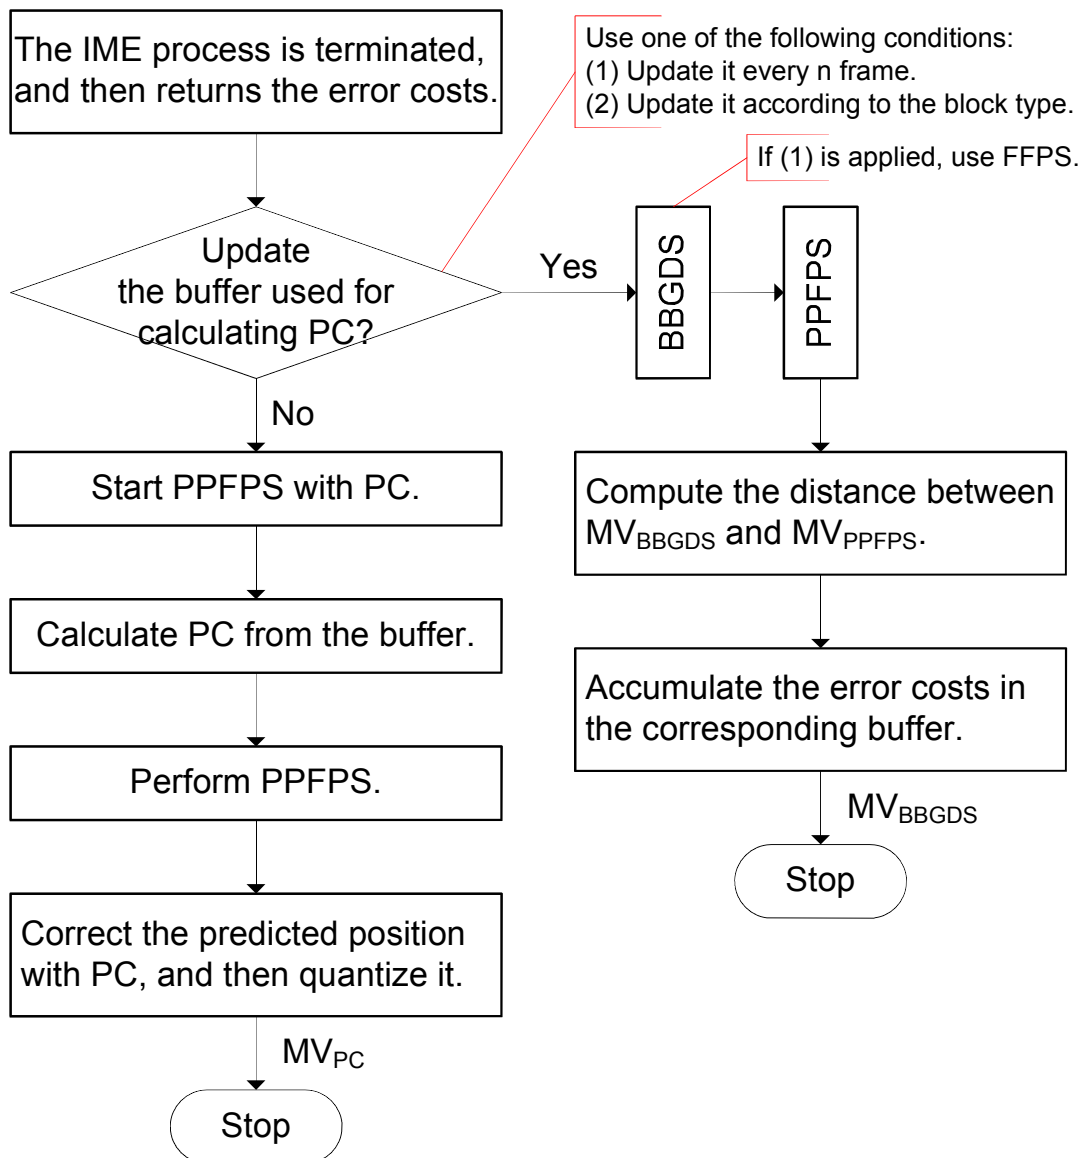 The IME process is terminated,
and then returns the error costs.
Use one of the following conditions:
(1) Update it every n frame.
(2) Update it according to the block type.
If (1) is applied, use FFPS.
Update
the buffer used for
calculating PC?
Yes
BBGDS
PPFPS
No
Start PPFPS with PC.
Calculate PC from the buffer.
Perform PPFPS.
Correct the predicted position
with PC, and then quantize it.
MVPC
Stop
Compute the distance between
MVBBGDS and MVPPFPS.
Accumulate the error costs in
the corresponding buffer.
MVBBGDS
Stop